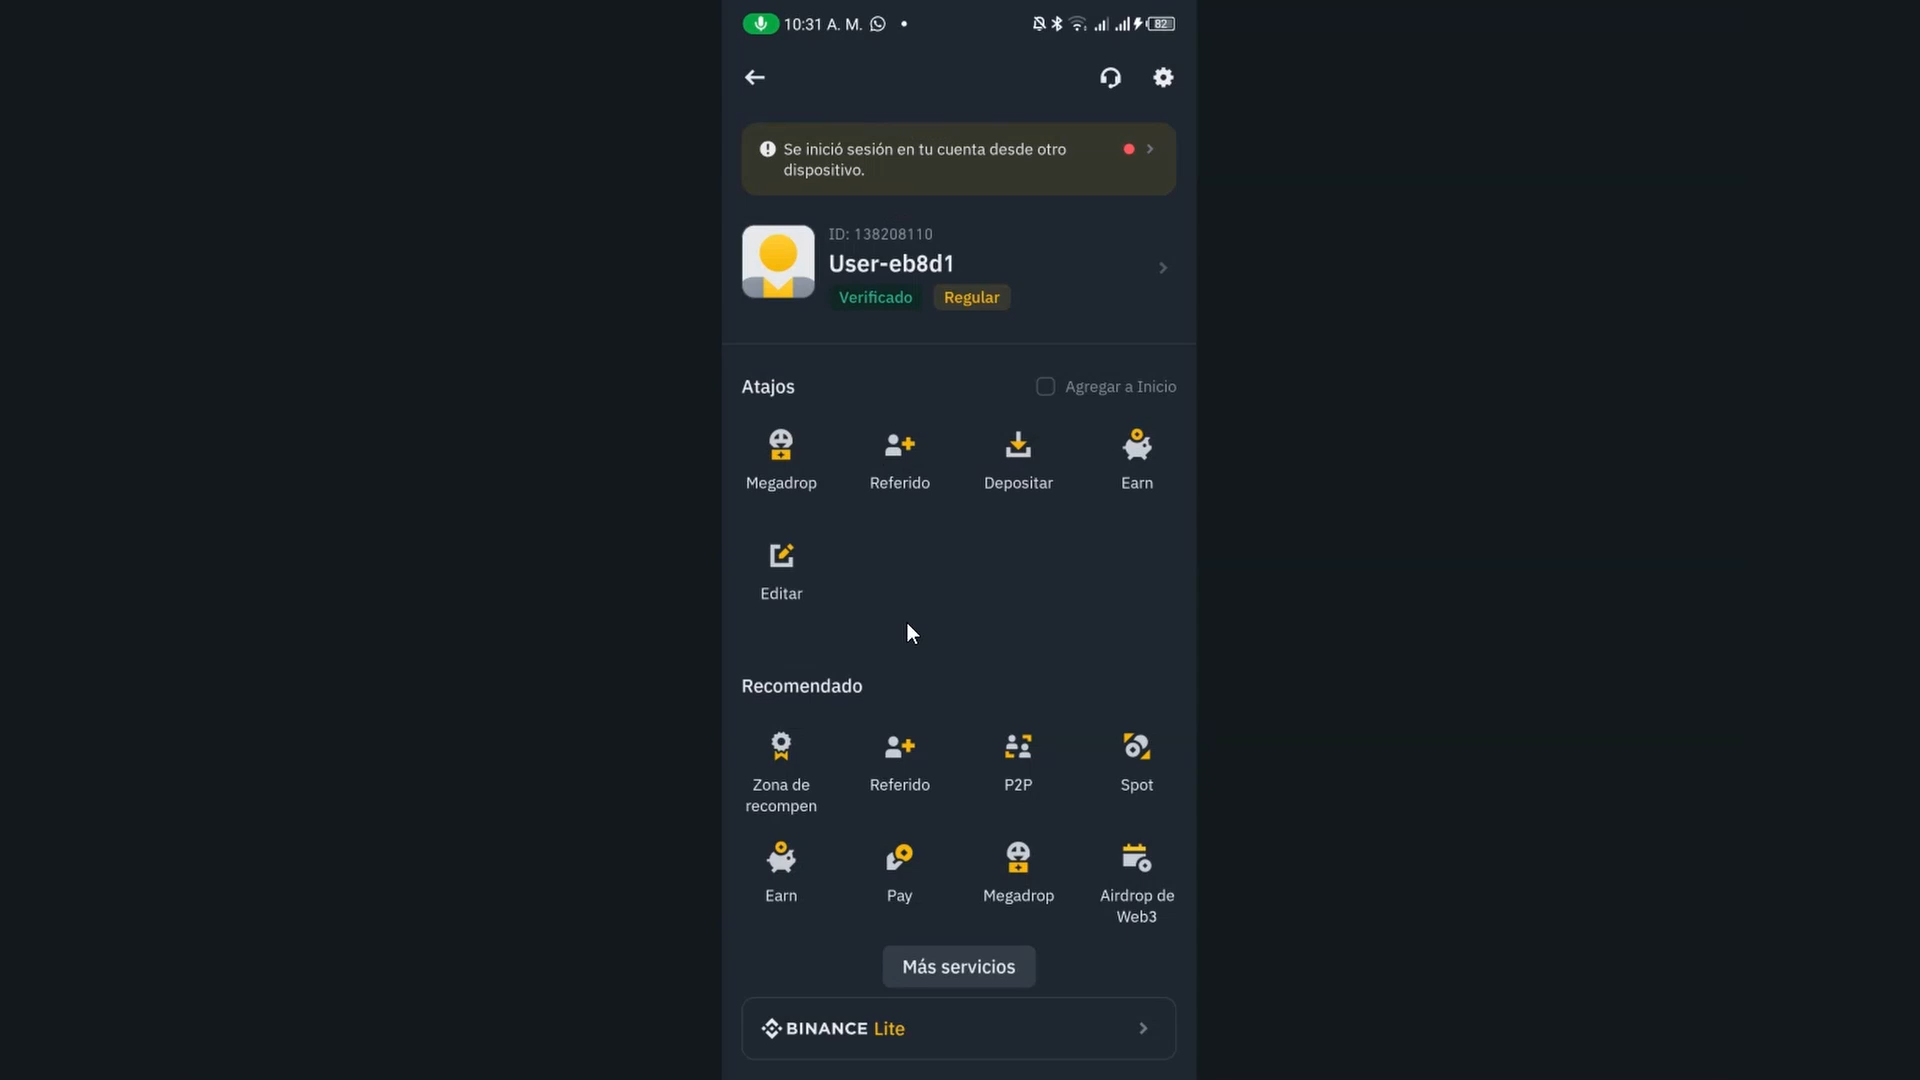 10:31 A. M.
82
Se inició sesión en tu cuenta desde otro
dispositivo.
ID: 138208110
User-eb8d1
Verificado
Regular
Atajos
Agregar a Inicio
Megadrop
Referido
Depositar
Earn
Editar
Recomendado
Zona de
recompen
Referido
P2P
Spot
Earn
Pay
Megadrop
Airdrop de
Web3
Más servicios
BINANCE Lite